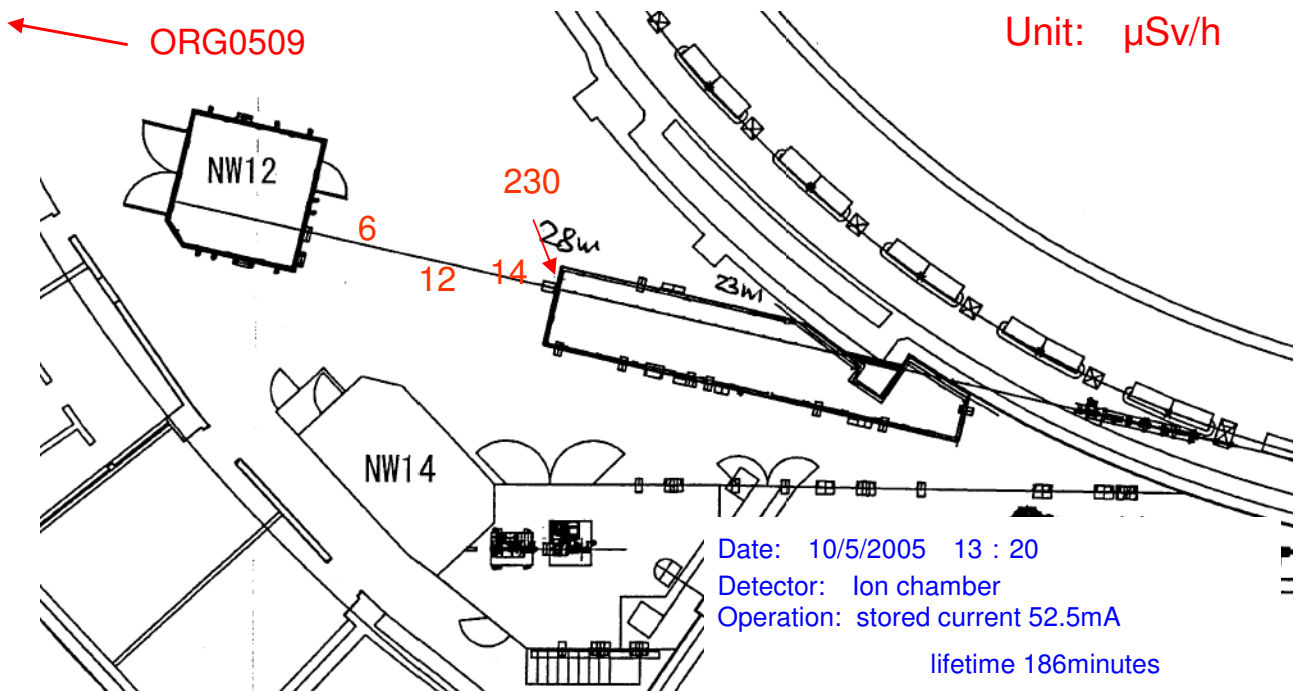 ORG0509
Unit: μSv/h
NW12
230
6
28m
12
14
23m
NW14
Date: 10/5/2005 13 : 20
Detector: Ion chamber
Operation: stored current 52.5mA
lifetime 186minutes